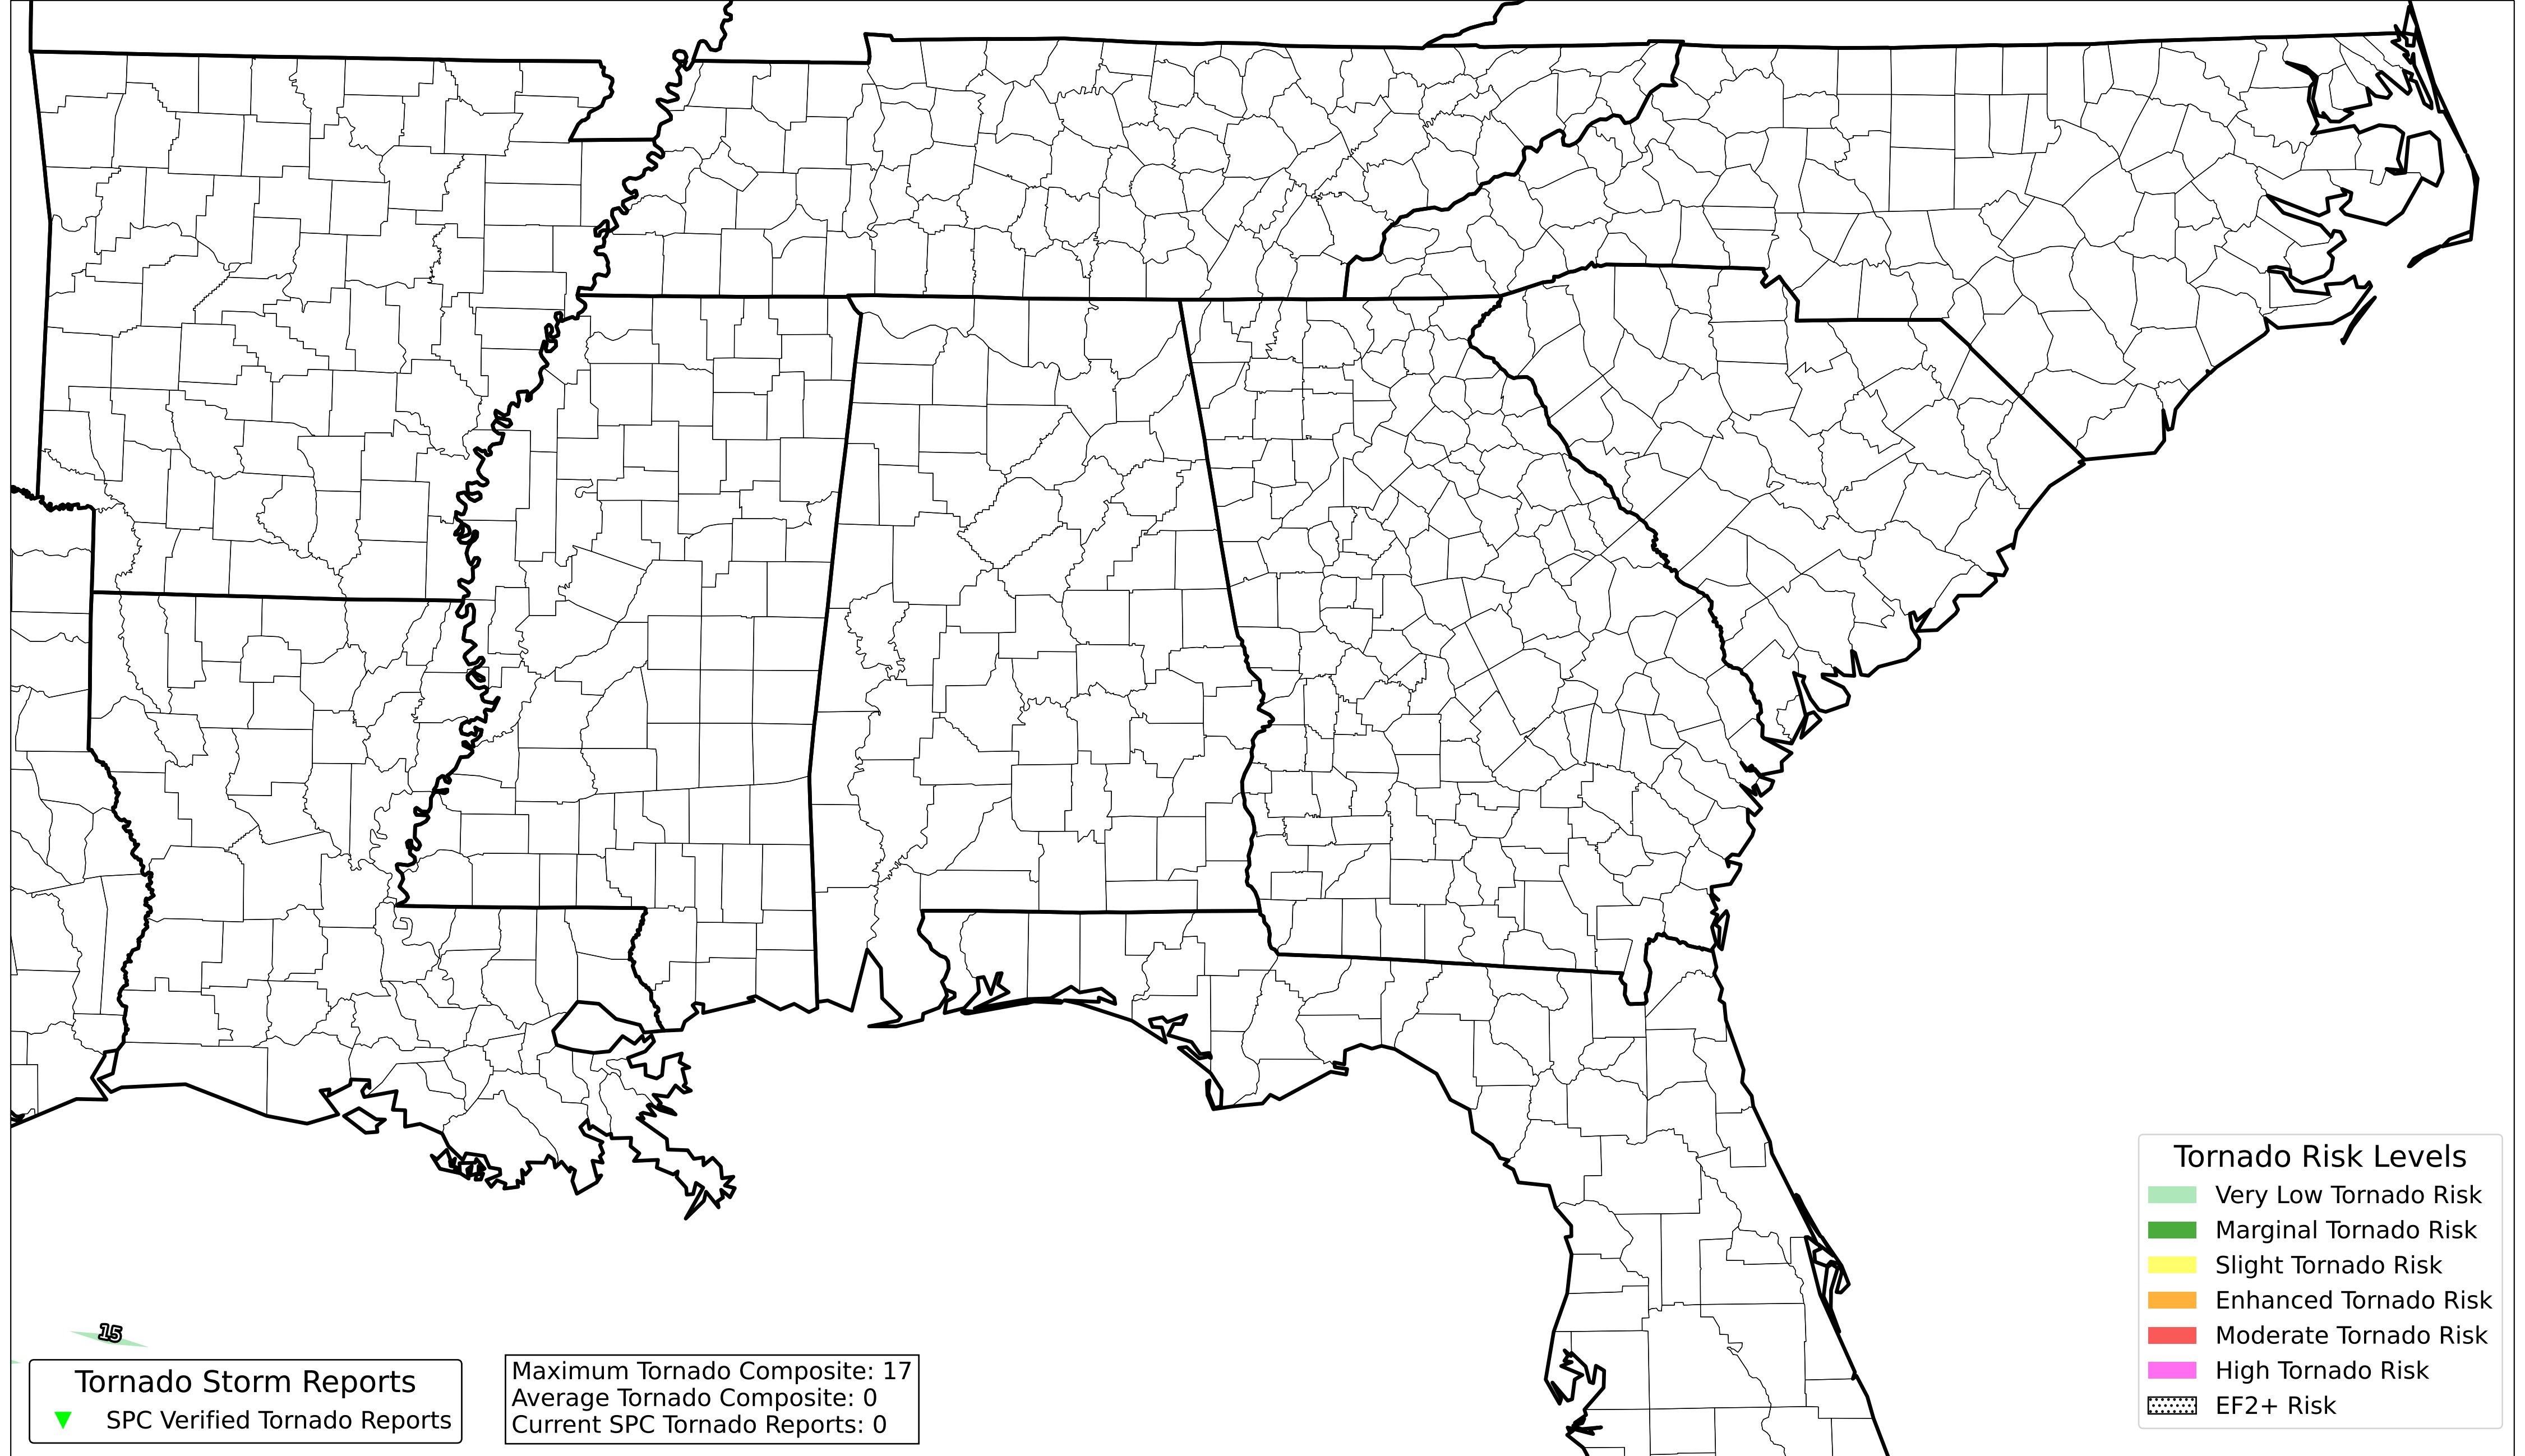 15
Tornado Storm Reports
SPC Verified Tornado Reports
Maximum Tornado Composite: 17
Average Tornado Composite: 0
Current SPC Tornado Reports: 0
Tornado Risk Levels
Very Low Tornado Risk
Marginal Tornado Risk
Slight Tornado Risk
Enhanced Tornado Risk
Moderate Tornado Risk
High Tornado Risk
EF2+ Risk